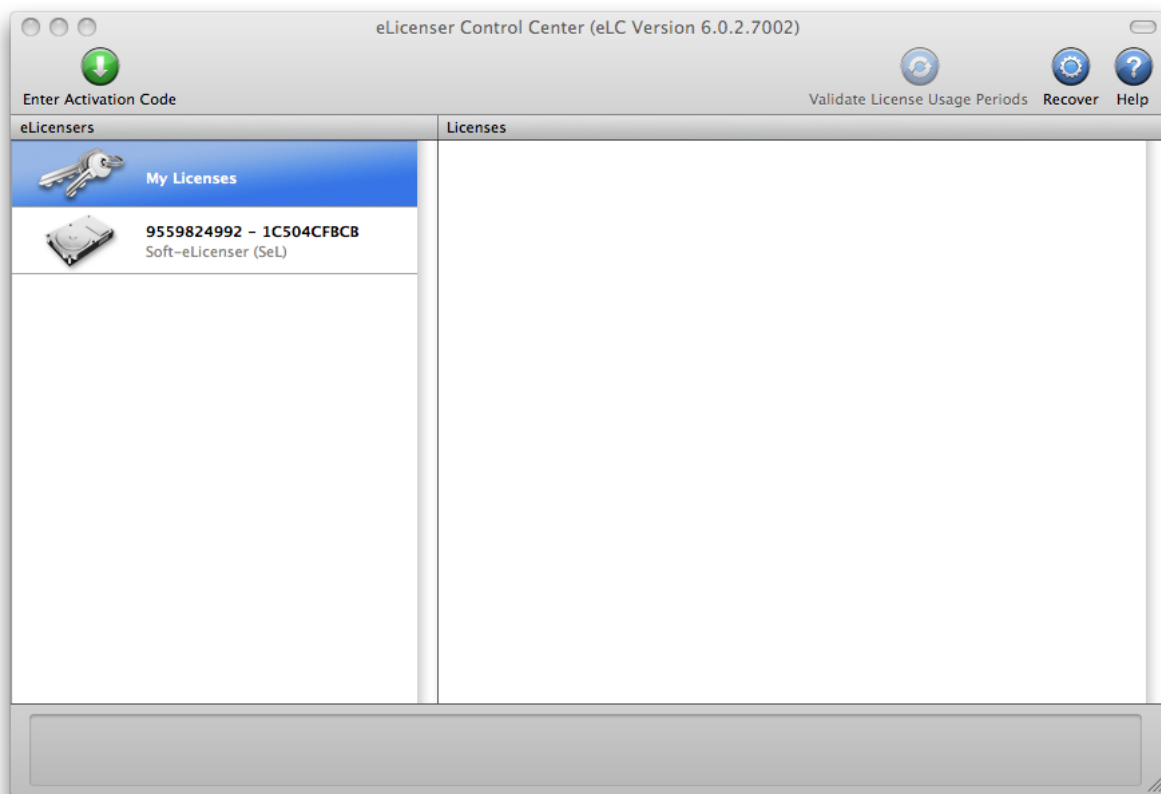 eLicenser Control Center (eLC Version 6.0.2.7002)
Enter Activation Code
Validate License Usage Periods
Recover
Help
eLicensers
Licenses
My Licenses
9559824992 – 1C504CFBCB
Soft-eLicenser (SeL)